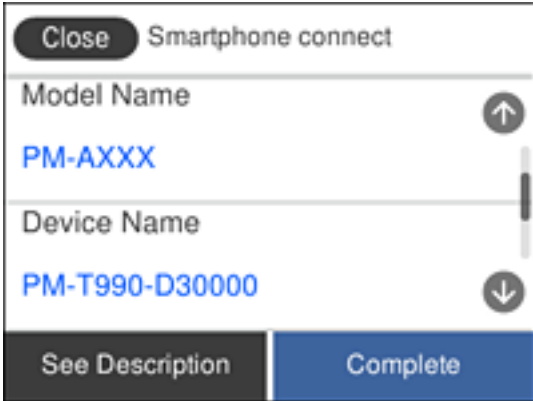 Close Smartphone connect
Model Name
PM-AXXX
Device Name
PM-T990-D30000
See Description Complete